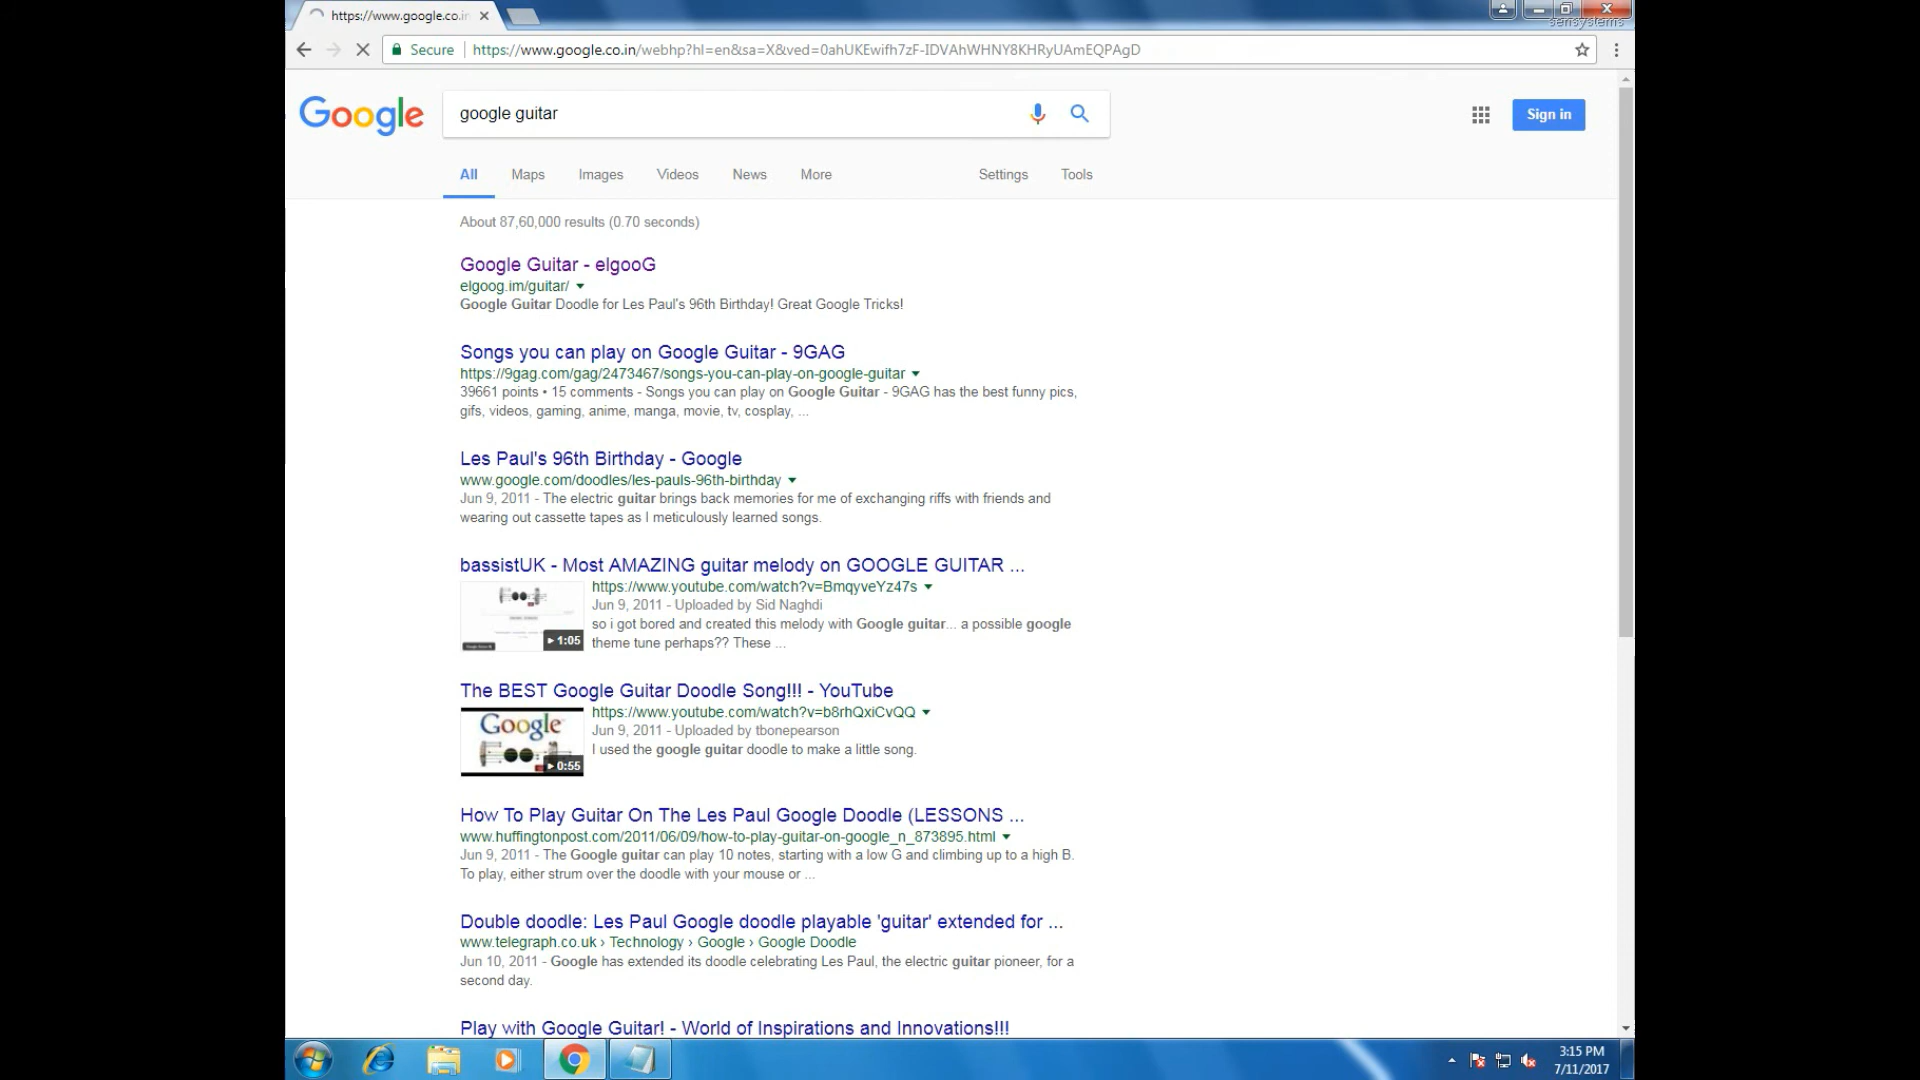 https://www.google.co.in
sensystems
Secure https://www.google.co.in/webhp?hl=en&sa=X&ved=0ahUKEwifh7zF-IDVAhWHNY8KHRyUAmEQPAgD
Google google guitar Sign in
All Maps Images Videos News More Settings Tools
About 87,60,000 results (0.70 seconds)
Google Guitar - elgooG
elgoog.im/guitar/
Google Guitar Doodle for Les Paul's 96th Birthday! Great Google Tricks!
Songs you can play on Google Guitar - 9GAG
https://9gag.com/gag/2473467/songs-you-can-play-on-google-guitar
39661 points • 15 comments - Songs you can play on Google Guitar - 9GAG has the best funny pics,
gifs, videos, gaming, anime, manga, movie, tv, cosplay, ...
Les Paul's 96th Birthday - Google
www.google.com/doodles/les-pauls-96th-birthday
Jun 9, 2011 - The electric guitar brings back memories for me of exchanging riffs with friends and
wearing out cassette tapes as I meticulously learned songs.
bassistUK - Most AMAZING guitar melody on GOOGLE GUITAR ...
https://www.youtube.com/watch?v=BmqyveYz47s
Jun 9, 2011 - Uploaded by Sid Naghdi
so i got bored and created this melody with Google guitar... a possible google
1:05
theme tune perhaps?? These ...
The BEST Google Guitar Doodle Song!!! - YouTube
https://www.youtube.com/watch?v=b8rhQxiCvQQ
Google
Jun 9, 2011 - Uploaded by tbonepearson
I used the google guitar doodle to make a little song.
0:55
How To Play Guitar On The Les Paul Google Doodle (LESSONS ...
www.huffingtonpost.com/2011/06/09/how-to-play-guitar-on-google_n_873895.html
Jun 9, 2011 - The Google guitar can play 10 notes, starting with a low G and climbing up to a high B.
To play, either strum over the doodle with your mouse or ...
Double doodle: Les Paul Google doodle playable 'guitar' extended for ...
www.telegraph.co.uk › Technology › Google › Google Doodle
Jun 10, 2011 - Google has extended its doodle celebrating Les Paul, the electric guitar pioneer, for a
second day.
Play with Google Guitar! - World of Inspirations and Innovations!!!
3:15 PM
7/11/2017